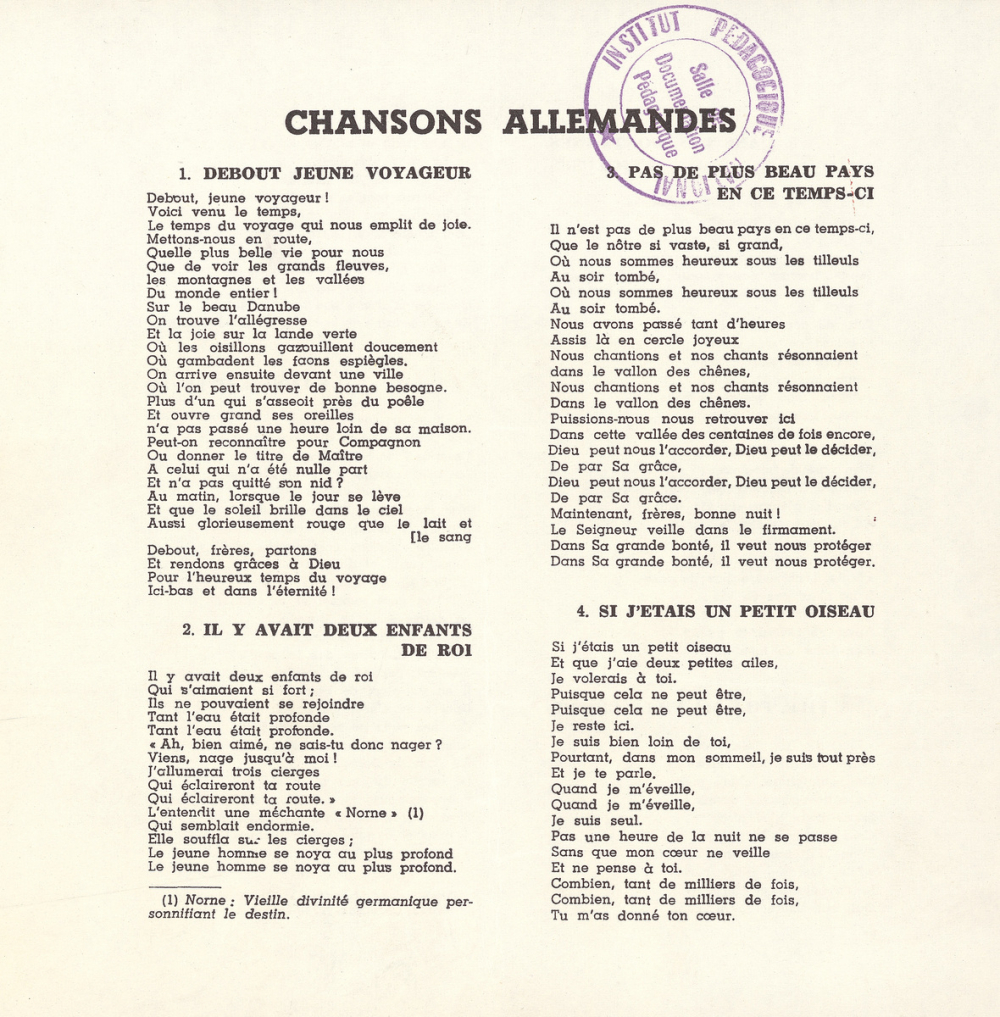 INSTITUT PÉDAGOGIQUE NATIONAL
Salle de
Documentation
Pédagogique
CHANSONS ALLEMANDES
1. DEBOUT JEUNE VOYAGEUR
Debout, jeune voyageur !
Voici venu le temps,
Le temps du voyage qui nous emplit de joie.
Mettons-nous en route,
Quelle plus belle vie pour nous
Que de voir les grands fleuves,
les montagnes et les vallées
Du monde entier !
Sur le beau Danube
On trouve l'allégresse
Et la joie sur la lande verte
Où les oisillons gazouillent doucement
Où gambadent les faons espiègles.
On arrive ensuite devant une ville
Où l'on peut trouver de bonne besogne.
Plus d'un qui s'asseoit près du poêle
Et ouvre grand ses oreilles
n'a pas passé une heure loin de sa maison.
Peut-on reconnaître pour Compagnon
Ou donner le titre de Maître
A celui qui n'a été nulle part
Et n'a pas quitté son nid ?
Au matin, lorsque le jour se lève
Et que le soleil brille dans le ciel
Aussi glorieusement rouge que le lait et
[le sang
Debout, frères, partons
Et rendons grâces à Dieu
Pour l'heureux temps du voyage
Ici-bas et dans l'éternité !
2. IL Y AVAIT DEUX ENFANTS
DE ROI
Il y avait deux enfants de roi
Qui s'aimaient si fort ;
Ils ne pouvaient se rejoindre
Tant l'eau était profonde
Tant l'eau était profonde.
« Ah, bien aimé, ne sais-tu donc nager ?
Viens, nage jusqu'à moi !
J'allumerai trois cierges
Qui éclaireront ta route
Qui éclaireront ta route. »
L'entendit une méchante « Norne » (1)
Qui semblait endormie.
Elle souffla sur les cierges ;
Le jeune homme se noya au plus profond
Le jeune homme se noya au plus profond.
(1) Norne : Vieille divinité germanique per-
sonnifiant le destin.
3. PAS DE PLUS BEAU PAYS
EN CE TEMPS-CI
Il n'est pas de plus beau pays en ce temps-ci,
Que le nôtre si vaste, si grand,
Où nous sommes heureux sous les tilleuls
Au soir tombé,
Où nous sommes heureux sous les tilleuls
Au soir tombé.
Nous avons passé tant d'heures
Assis là en cercle joyeux
Nous chantions et nos chants résonnaient
dans le vallon des chênes,
Nous chantions et nos chants résonnaient
Dans le vallon des chênes.
Puissions-nous nous retrouver ici
Dans cette vallée des centaines de fois encore,
Dieu peut nous l'accorder, Dieu peut le décider,
De par Sa grâce,
Dieu peut nous l'accorder, Dieu peut le décider,
De par Sa grâce.
Maintenant, frères, bonne nuit !
Le Seigneur veille dans le firmament.
Dans Sa grande bonté, il veut nous protéger
Dans Sa grande bonté, il veut nous protéger.
4. SI J'ETAIS UN PETIT OISEAU
Si j'étais un petit oiseau
Et que j'aie deux petites ailes,
Je volerais à toi.
Puisque cela ne peut être,
Puisque cela ne peut être,
Je reste ici.
Je suis bien loin de toi,
Pourtant, dans mon sommeil, je suis tout près
Et je te parle.
Quand je m'éveille,
Quand je m'éveille,
Je suis seul.
Pas une heure de la nuit ne se passe
Sans que mon cœur ne veille
Et ne pense à toi.
Combien, tant de milliers de fois,
Combien, tant de milliers de fois,
Tu m'as donné ton cœur.